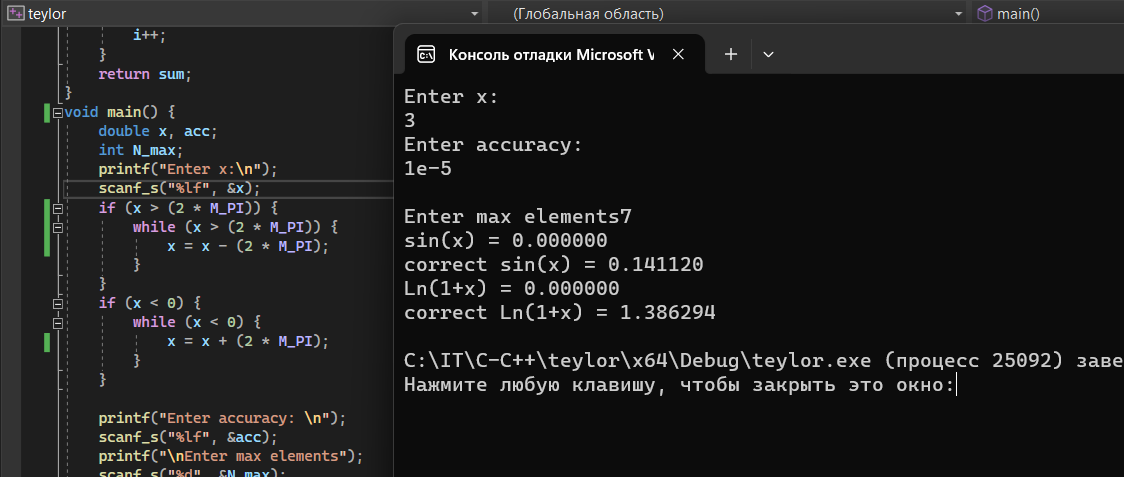 teylor (Глобальная область) main()
i++;
}
return sum;
}
void main() {
double x, acc;
int N_max;
printf("Enter x:\n");
scanf_s("%lf", &x);
if (x > (2 * M_PI)) {
while (x > (2 * M_PI)) {
x = x - (2 * M_PI);
}
}
if (x < 0) {
while (x < 0) {
x = x + (2 * M_PI);
}
}
printf("Enter accuracy: \n");
scanf_s("%lf", &acc);
printf("\nEnter max elements");
scanf_s("%d", &N_max);
Консоль отладки Microsoft V
Enter x:
3
Enter accuracy:
1e-5
Enter max elements7
sin(x) = 0.000000
correct sin(x) = 0.141120
Ln(1+x) = 0.000000
correct Ln(1+x) = 1.386294
C:\IT\C-C++\teylor\x64\Debug\teylor.exe (процесс 25092) заве
Нажмите любую клавишу, чтобы закрыть это окно: